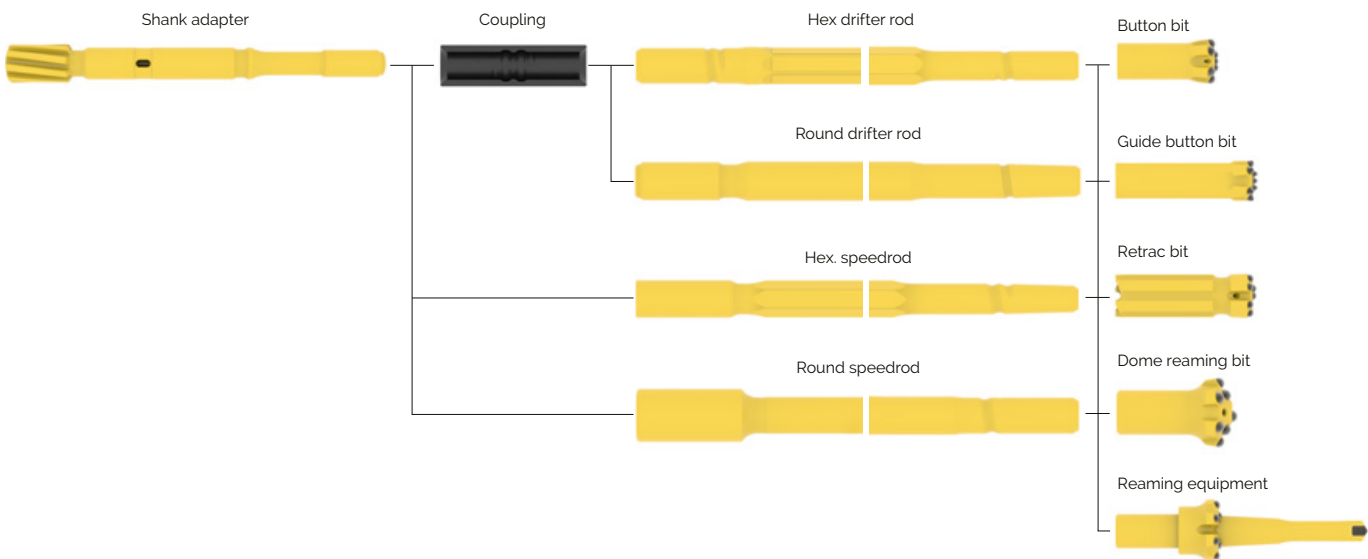 Shank adapter
Coupling
Hex drifter rod
Button bit
Round drifter rod
Guide button bit
Hex. speedrod
Retrac bit
Round speedrod
Dome reaming bit
Reaming equipment